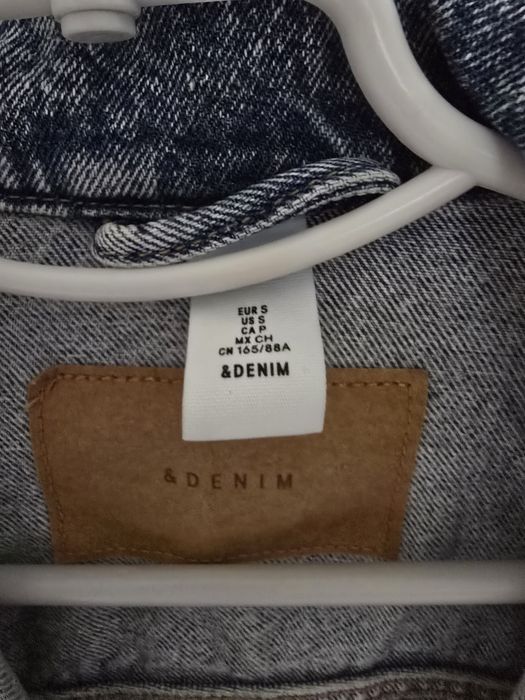 EUR S
US S
CA P
MX CH
CN 165/88A
&DENIM
&DENIM